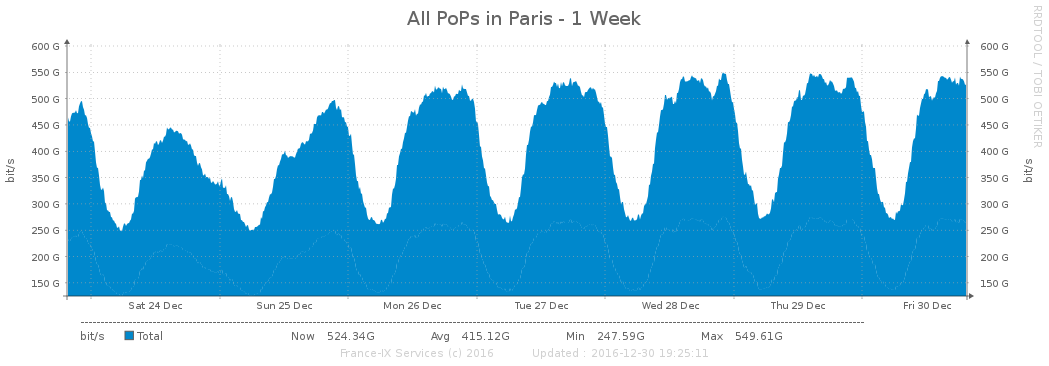 All PoPs in Paris - 1 Week
RRDTOOL / TOBI OETIKER
bit/s
600 G
550 G
500 G
450 G
400 G
350 G
300 G
250 G
200 G
150 G
600 G
550 G
500 G
450 G
400 G
350 G
300 G
250 G
200 G
150 G
bit/s
Sat 24 Dec Sun 25 Dec Mon 26 Dec Tue 27 Dec Wed 28 Dec Thu 29 Dec Fri 30 Dec
bit/s Total Now 524.34G Avg 415.12G Min 247.59G Max 549.61G
France-IX Services (c) 2016 Updated : 2016-12-30 19:25:11